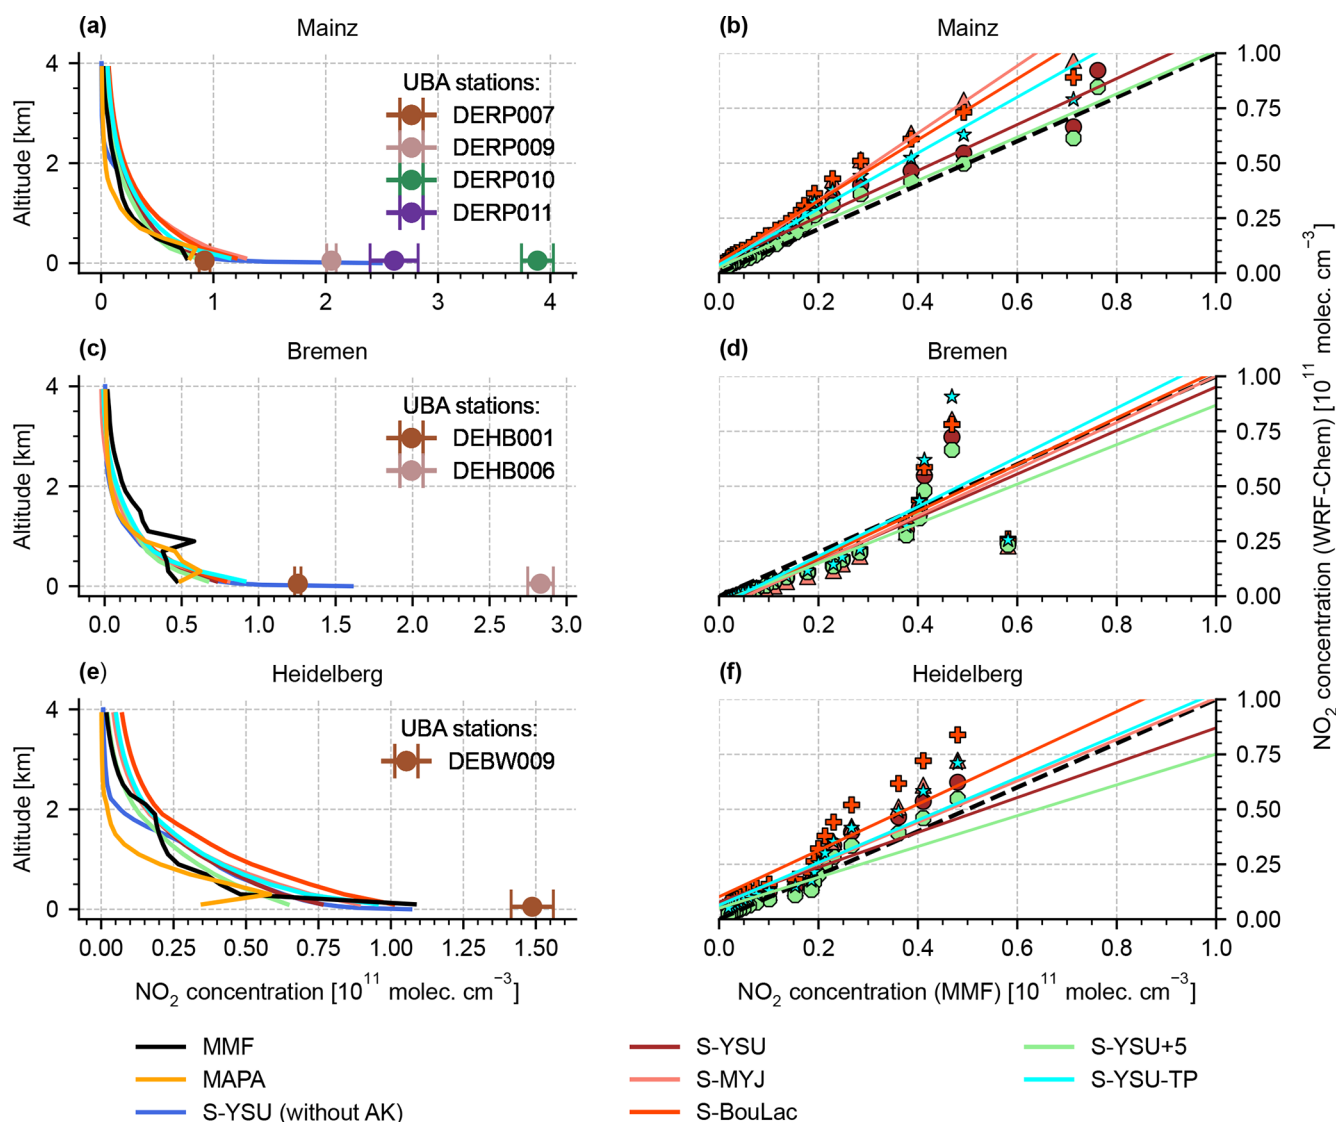 (a) Mainz
4
2
0
Altitude [km]
UBA stations:
DERP007
DERP009
DERP010
DERP011
0 1 2 3 4
(b) Mainz
1.00
0.75
0.50
0.25
0.00
0.0 0.2 0.4 0.6 0.8 1.0
(c) Bremen
4
2
0
Altitude [km]
UBA stations:
DEHB001
DEHB006
0.0 0.5 1.0 1.5 2.0 2.5 3.0
(d) Bremen
1.00
0.75
0.50
0.25
0.00
0.0 0.2 0.4 0.6 0.8 1.0
(e) Heidelberg
4
2
0
Altitude [km]
UBA stations:
DEBW009
0.00 0.25 0.50 0.75 1.00 1.25 1.50
NO₂ concentration [10¹¹ molec. cm⁻³]
(f) Heidelberg
1.00
0.75
0.50
0.25
0.00
0.0 0.2 0.4 0.6 0.8 1.0
NO₂ concentration (MMF) [10¹¹ molec. cm⁻³]
NO₂ concentration (WRF-Chem) [10¹¹ molec. cm⁻³]
MMF
MAPA
S-YSU (without AK)
S-YSU
S-MYJ
S-BouLac
S-YSU+5
S-YSU-TP